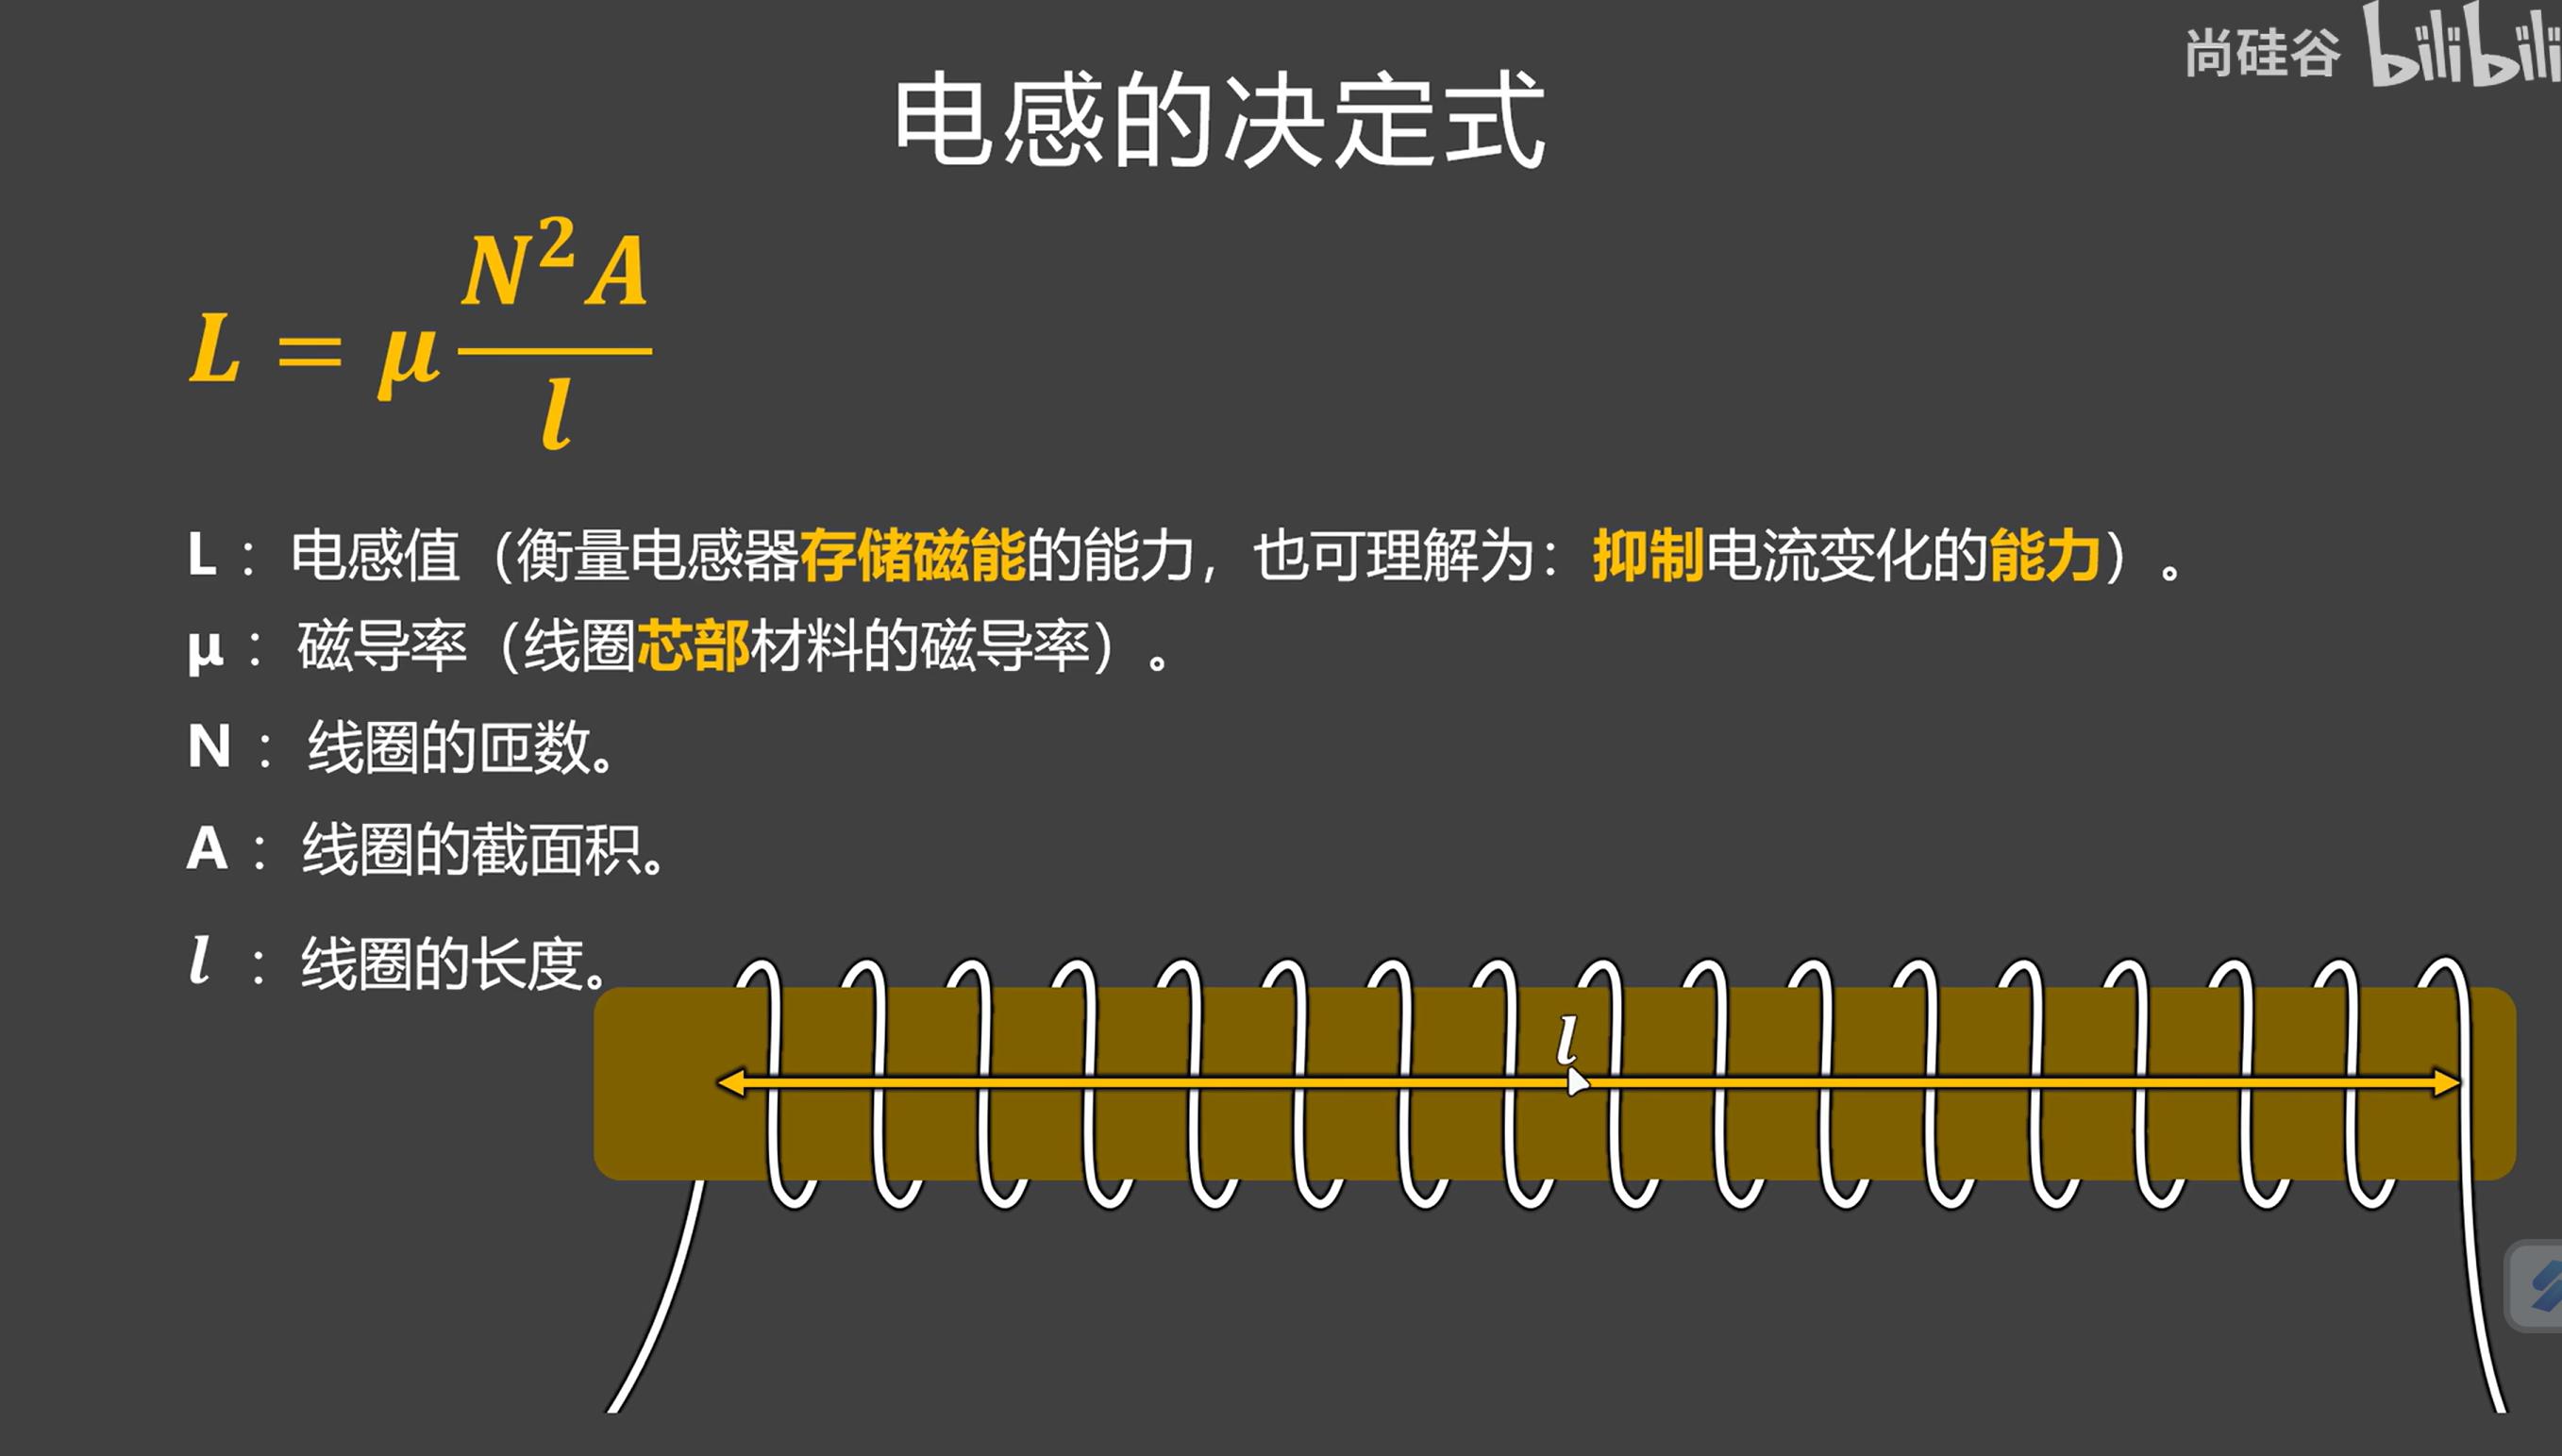 尚硅谷 bilibili
电感的决定式
L = μ N² A / l
L： 电感值（衡量电感器存储磁能的能力，也可理解为：抑制电流变化的能力）。
μ： 磁导率（线圈芯部材料的磁导率）。
N： 线圈的匝数。
A： 线圈的截面积。
l ： 线圈的长度。
l